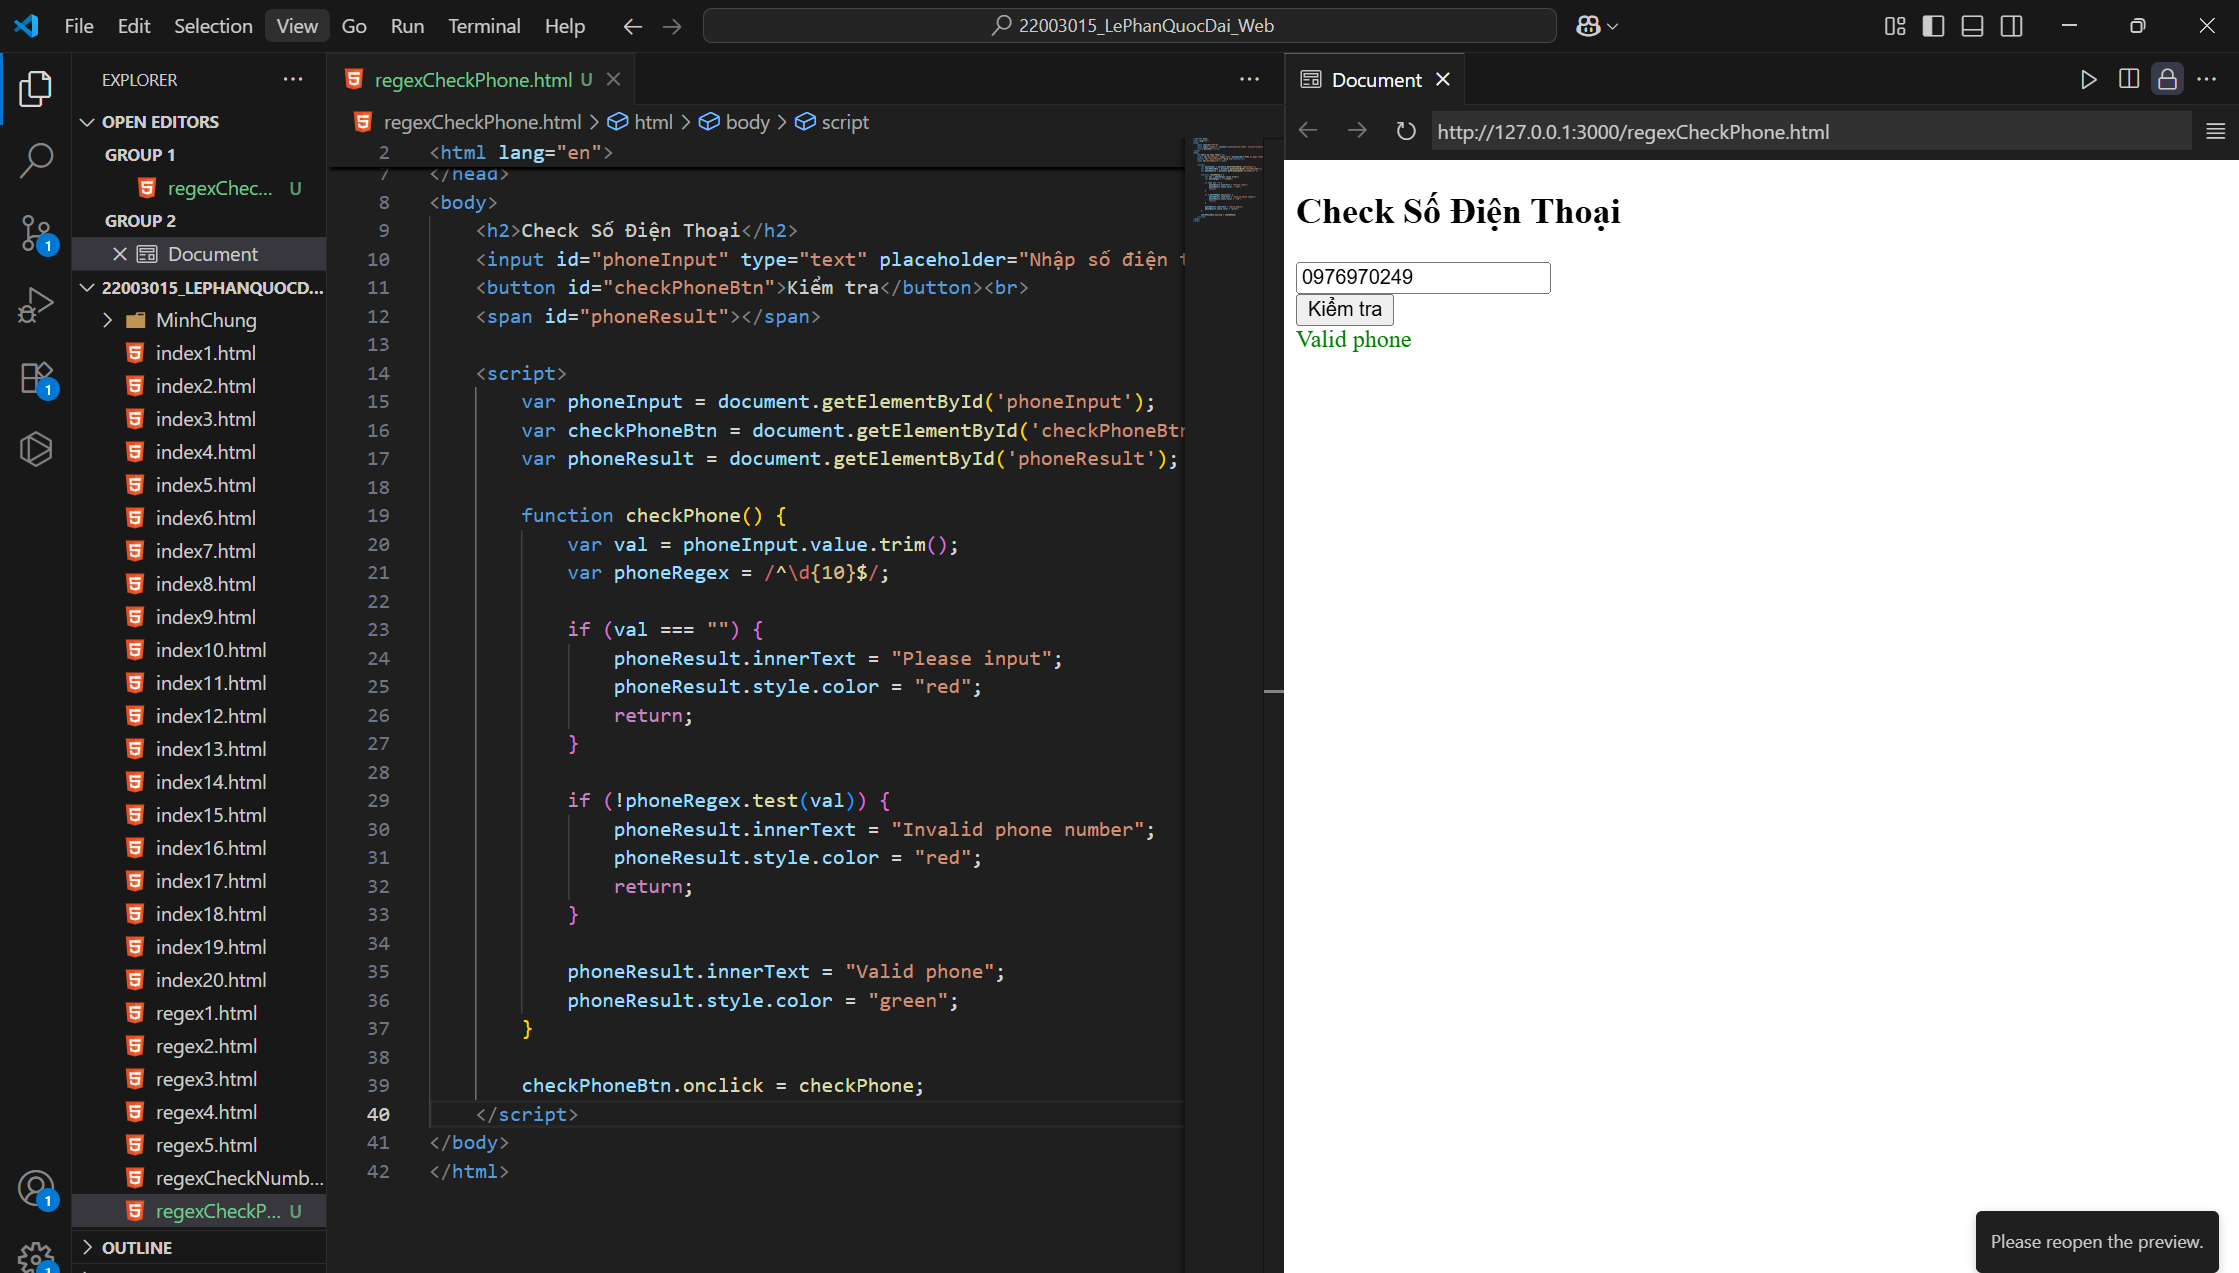 File Edit Selection View Go Run Terminal Help
22003015_LePhanQuocDai_Web
EXPLORER
OPEN EDITORS
GROUP 1
regexChec... U
GROUP 2
Document
22003015_LEPHANQUOCD...
MinhChung
index1.html
index2.html
index3.html
index4.html
index5.html
index6.html
index7.html
index8.html
index9.html
index10.html
index11.html
index12.html
index13.html
index14.html
index15.html
index16.html
index17.html
index18.html
index19.html
index20.html
regex1.html
regex2.html
regex3.html
regex4.html
regex5.html
regexCheckNumb...
regexCheckP... U
OUTLINE
1
1
1
1
regexCheckPhone.html U
regexCheckPhone.html > html > body > script
2 <html lang="en">
7 </head>
8 <body>
9 <h2>Check Số Điện Thoại</h2>
10 <input id="phoneInput" type="text" placeholder="Nhập số điện t
11 <button id="checkPhoneBtn">Kiểm tra</button><br>
12 <span id="phoneResult"></span>
13
14 <script>
15 var phoneInput = document.getElementById('phoneInput');
16 var checkPhoneBtn = document.getElementById('checkPhoneBtn
17 var phoneResult = document.getElementById('phoneResult');
18
19 function checkPhone() {
20 var val = phoneInput.value.trim();
21 var phoneRegex = /^\d{10}$/;
22
23 if (val === "") {
24 phoneResult.innerText = "Please input";
25 phoneResult.style.color = "red";
26 return;
27 }
28
29 if (!phoneRegex.test(val)) {
30 phoneResult.innerText = "Invalid phone number";
31 phoneResult.style.color = "red";
32 return;
33 }
34
35 phoneResult.innerText = "Valid phone";
36 phoneResult.style.color = "green";
37 }
38
39 checkPhoneBtn.onclick = checkPhone;
40 </script>
41 </body>
42 </html>
Document
http://127.0.0.1:3000/regexCheckPhone.html
Check Số Điện Thoại
0976970249
Kiểm tra
Valid phone
Please reopen the preview.